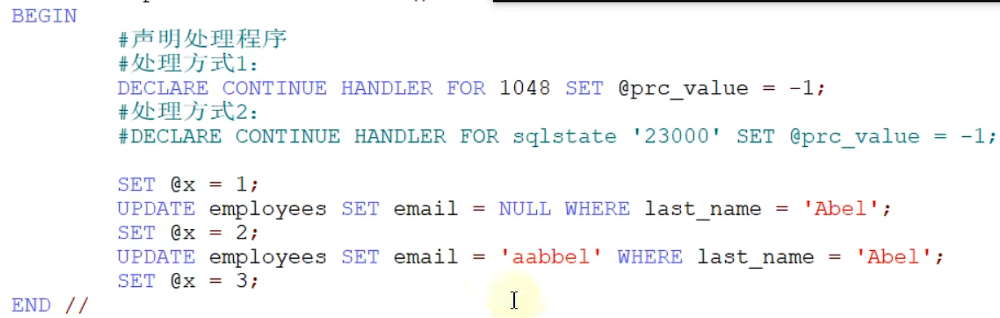 BEGIN
#声明处理程序
#处理方式1：
DECLARE CONTINUE HANDLER FOR 1048 SET @prc_value = -1;
#处理方式2：
#DECLARE CONTINUE HANDLER FOR sqlstate '23000' SET @prc_value = -1;
SET @x = 1;
UPDATE employees SET email = NULL WHERE last_name = 'Abel';
SET @x = 2;
UPDATE employees SET email = 'aabbel' WHERE last_name = 'Abel';
SET @x = 3;
END //